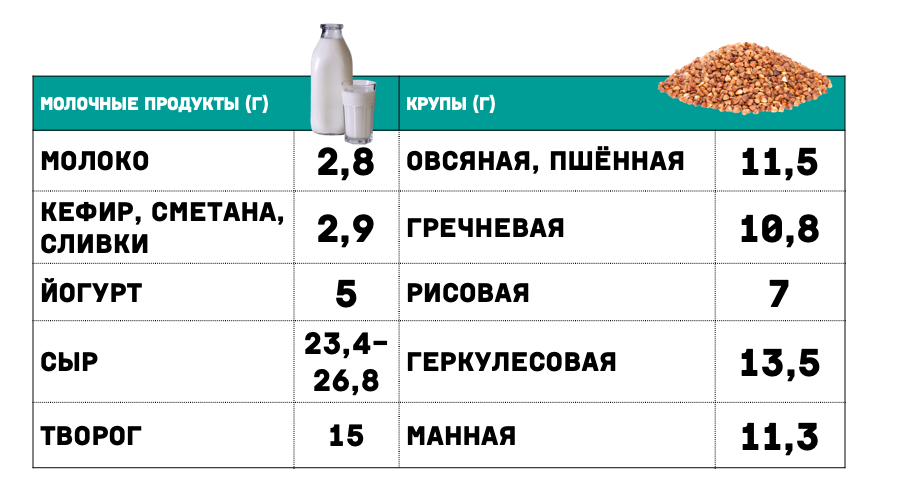 МОЛОЧНЫЕ ПРОДУКТЫ (Г) КРУПЫ (Г)
МОЛОКО 2,8 ОВСЯНАЯ, ПШЁННАЯ 11,5
КЕФИР, СМЕТАНА,
СЛИВКИ 2,9 ГРЕЧНЕВАЯ 10,8
ЙОГУРТ 5 РИСОВАЯ 7
СЫР 23,4–
26,8 ГЕРКУЛЕСОВАЯ 13,5
ТВОРОГ 15 МАННАЯ 11,3